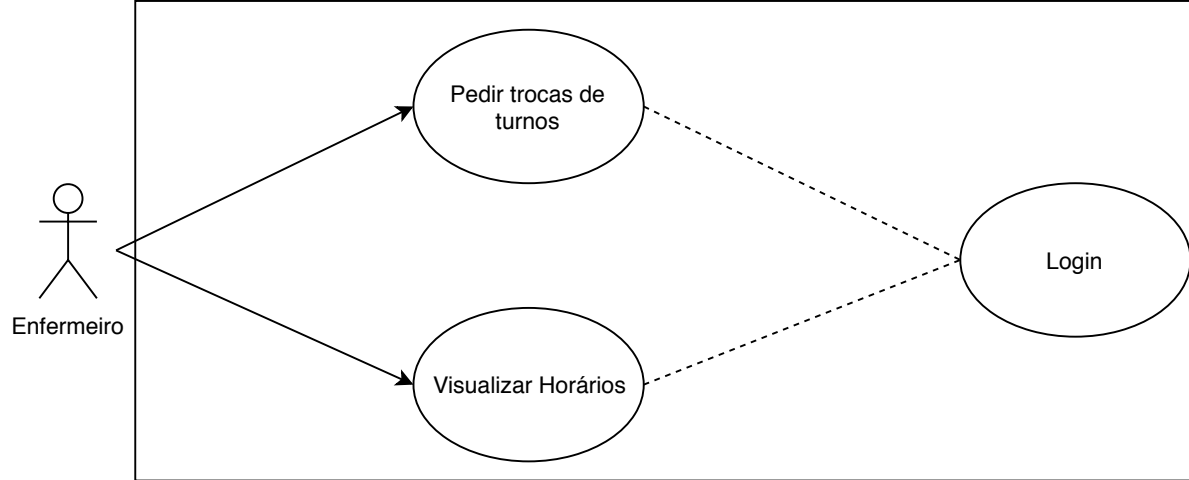 Pedir trocas de
turnos
Login
Enfermeiro
Visualizar Horários